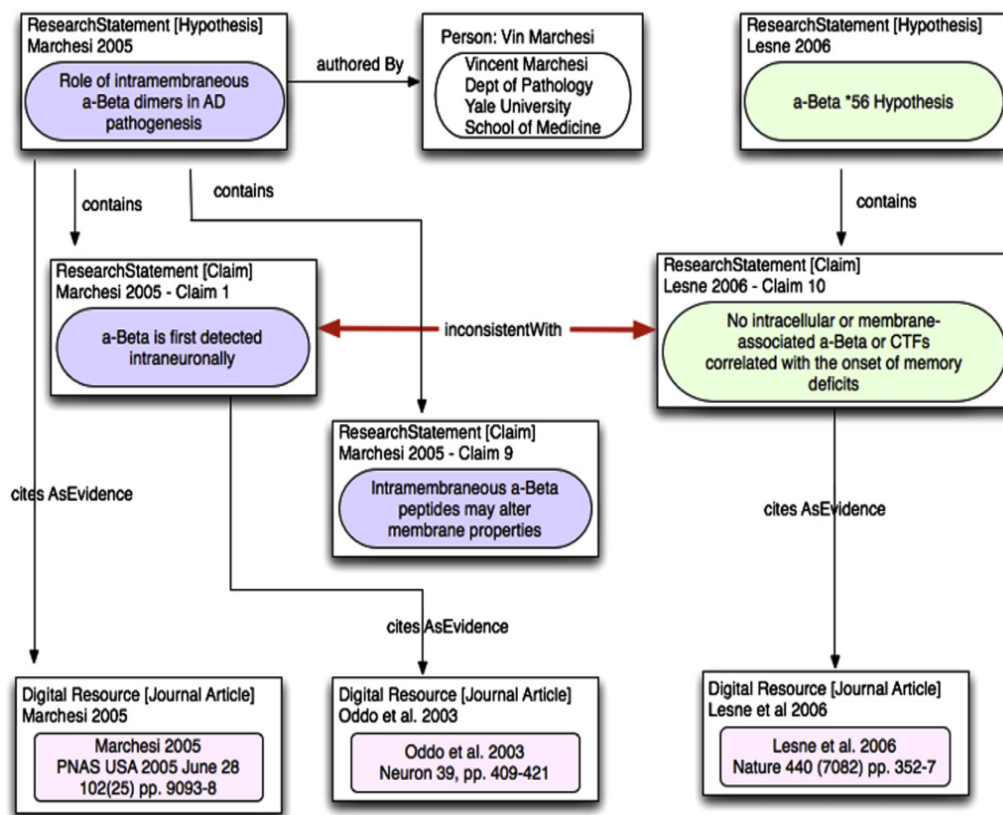 ResearchStatement [Hypothesis]
Marchesi 2005
Role of intramembraneous
a-Beta dimers in AD
pathogenesis
authored By
Person: Vin Marchesi
Vincent Marchesi
Dept of Pathology
Yale University
School of Medicine
ResearchStatement [Hypothesis]
Lesne 2006
a-Beta *56 Hypothesis
contains
contains
contains
ResearchStatement [Claim]
Marchesi 2005 - Claim 1
a-Beta is first detected
intraneuronally
inconsistentWith
ResearchStatement [Claim]
Lesne 2006 - Claim 10
No intracellular or membrane-
associated a-Beta or CTFs
correlated with the onset of memory
deficits
ResearchStatement [Claim]
Marchesi 2005 - Claim 9
Intramembraneous a-Beta
peptides may alter
membrane properties
cites AsEvidence
cites AsEvidence
cites AsEvidence
Digital Resource [Journal Article]
Marchesi 2005
Marchesi 2005
PNAS USA 2005 June 28
102(25) pp. 9093-8
Digital Resource [Journal Article]
Oddo et al. 2003
Oddo et al. 2003
Neuron 39, pp. 409-421
Digital Resource [Journal Article]
Lesne et al 2006
Lesne et al. 2006
Nature 440 (7082) pp. 352-7